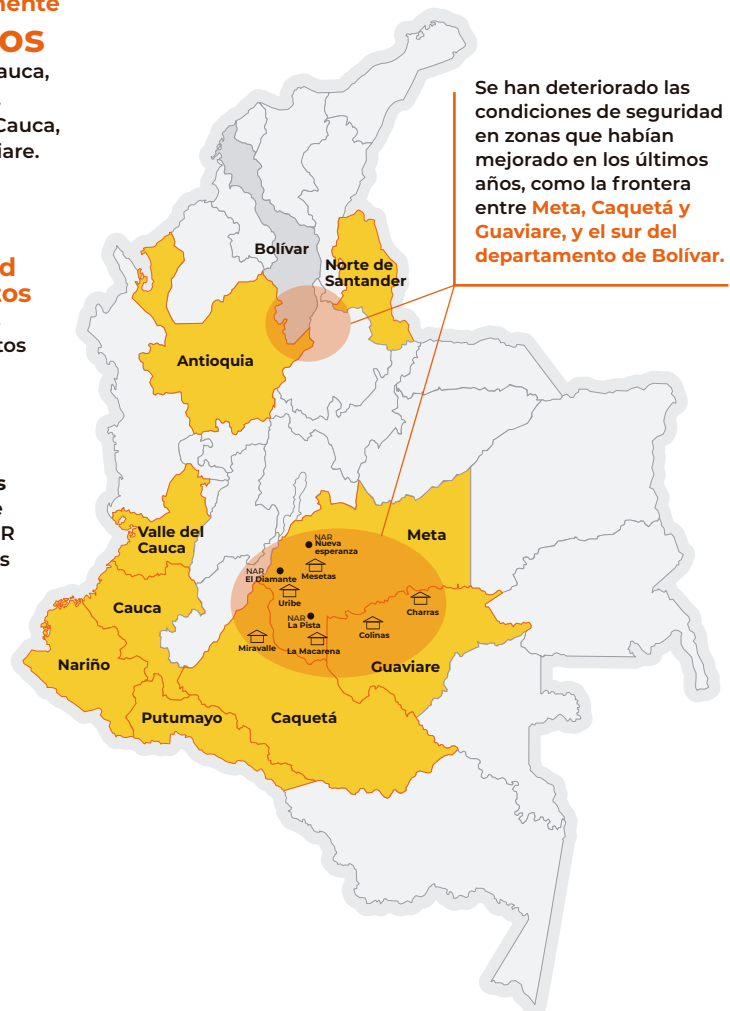 mente
os
auca,
Cauca,
iare.
d
tos
tos
s
e
R
s
Se han deteriorado las
condiciones de seguridad
en zonas que habían
mejorado en los últimos
años, como la frontera
entre Meta, Caquetá y
Guaviare, y el sur del
departamento de Bolívar.
Bolívar
Norte de
Santander
Antioquia
Valle del
Cauca
Meta
NAR
Nueva
esperanza
NAR
El Diamante
Mesetas
Uribe
Charras
NAR
La Pista
Colinas
Miravalle
La Macarena
Cauca
Nariño
Guaviare
Putumayo
Caquetá